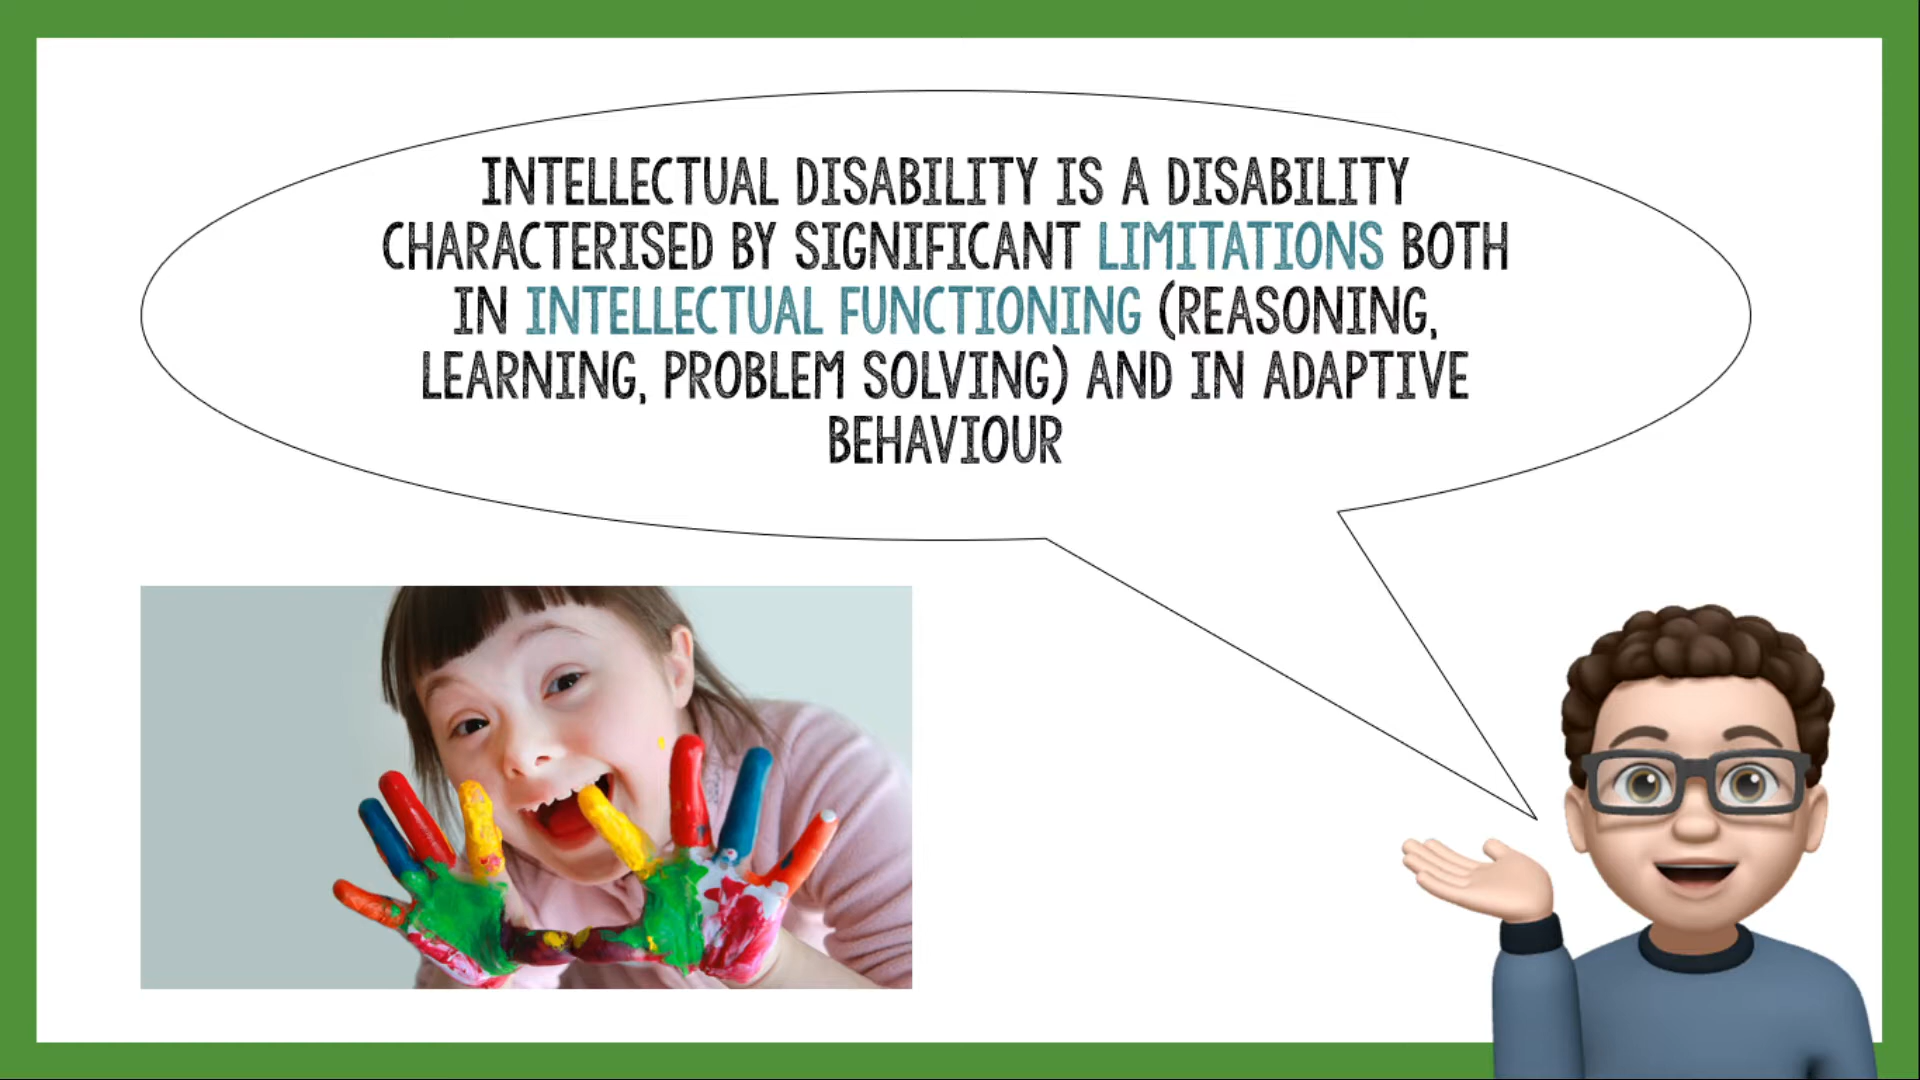 INTELLECTUAL DISABILITY IS A DISABILITY
CHARACTERISED BY SIGNIFICANT LIMITATIONS BOTH
IN INTELLECTUAL FUNCTIONING (REASONING,
LEARNING, PROBLEM SOLVING) AND IN ADAPTIVE
BEHAVIOUR